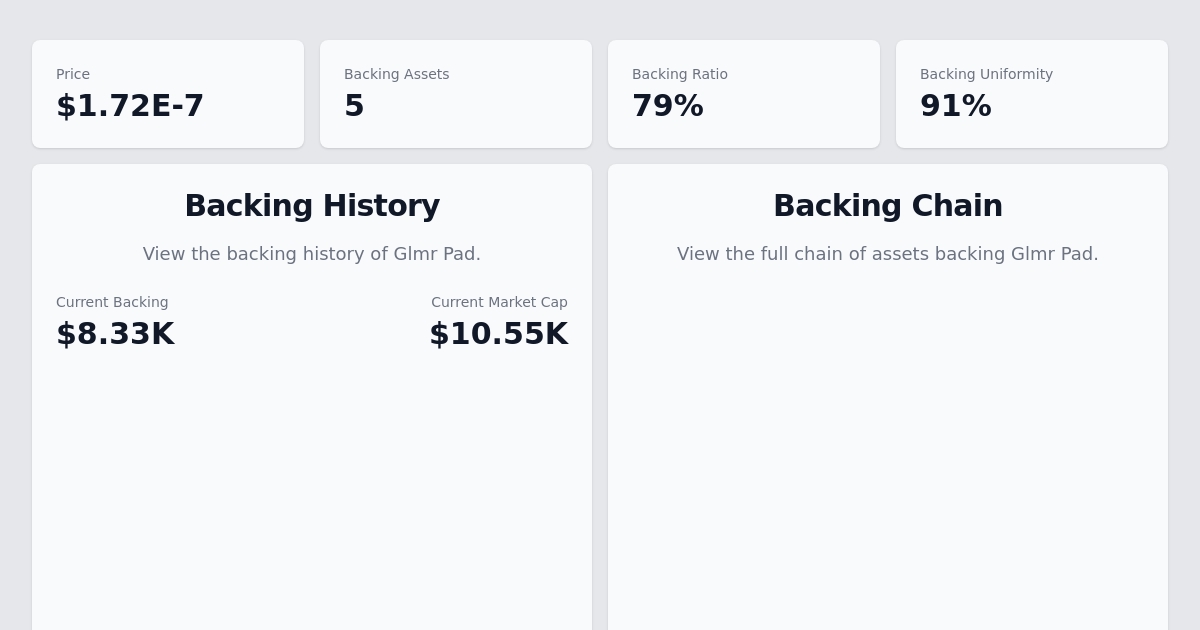 Price
$1.72E-7
Backing Assets
5
Backing Ratio
79%
Backing Uniformity
91%
Backing History
View the backing history of Glmr Pad.
Current Backing
$8.33K
Current Market Cap
$10.55K
Backing Chain
View the full chain of assets backing Glmr Pad.